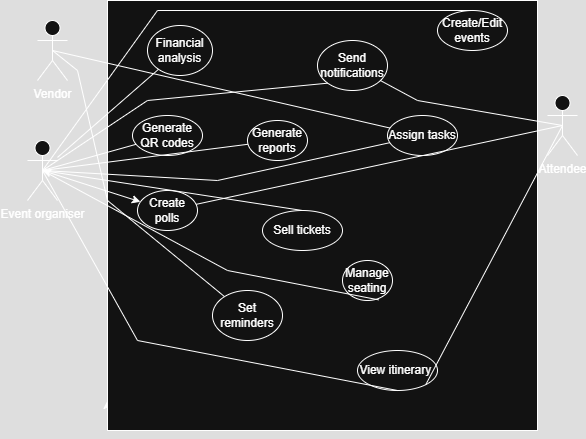 Create/Edit
events
Financial
analysis
Send
notifications
Vendor
Generate
QR codes
Generate
reports
Assign tasks
Attendee
Create
polls
Event organiser
Sell tickets
Manage
seating
Set
reminders
View itinerary